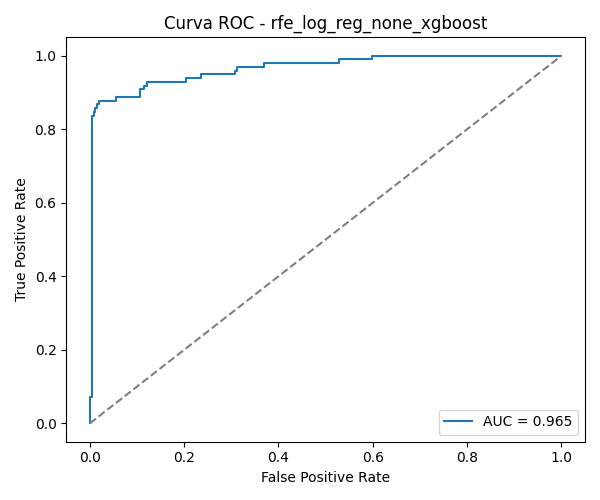 Curva ROC - rfe_log_reg_none_xgboost
1.0
0.8
0.6
0.4
0.2
0.0
True Positive Rate
AUC = 0.965
0.0 0.2 0.4 0.6 0.8 1.0
False Positive Rate